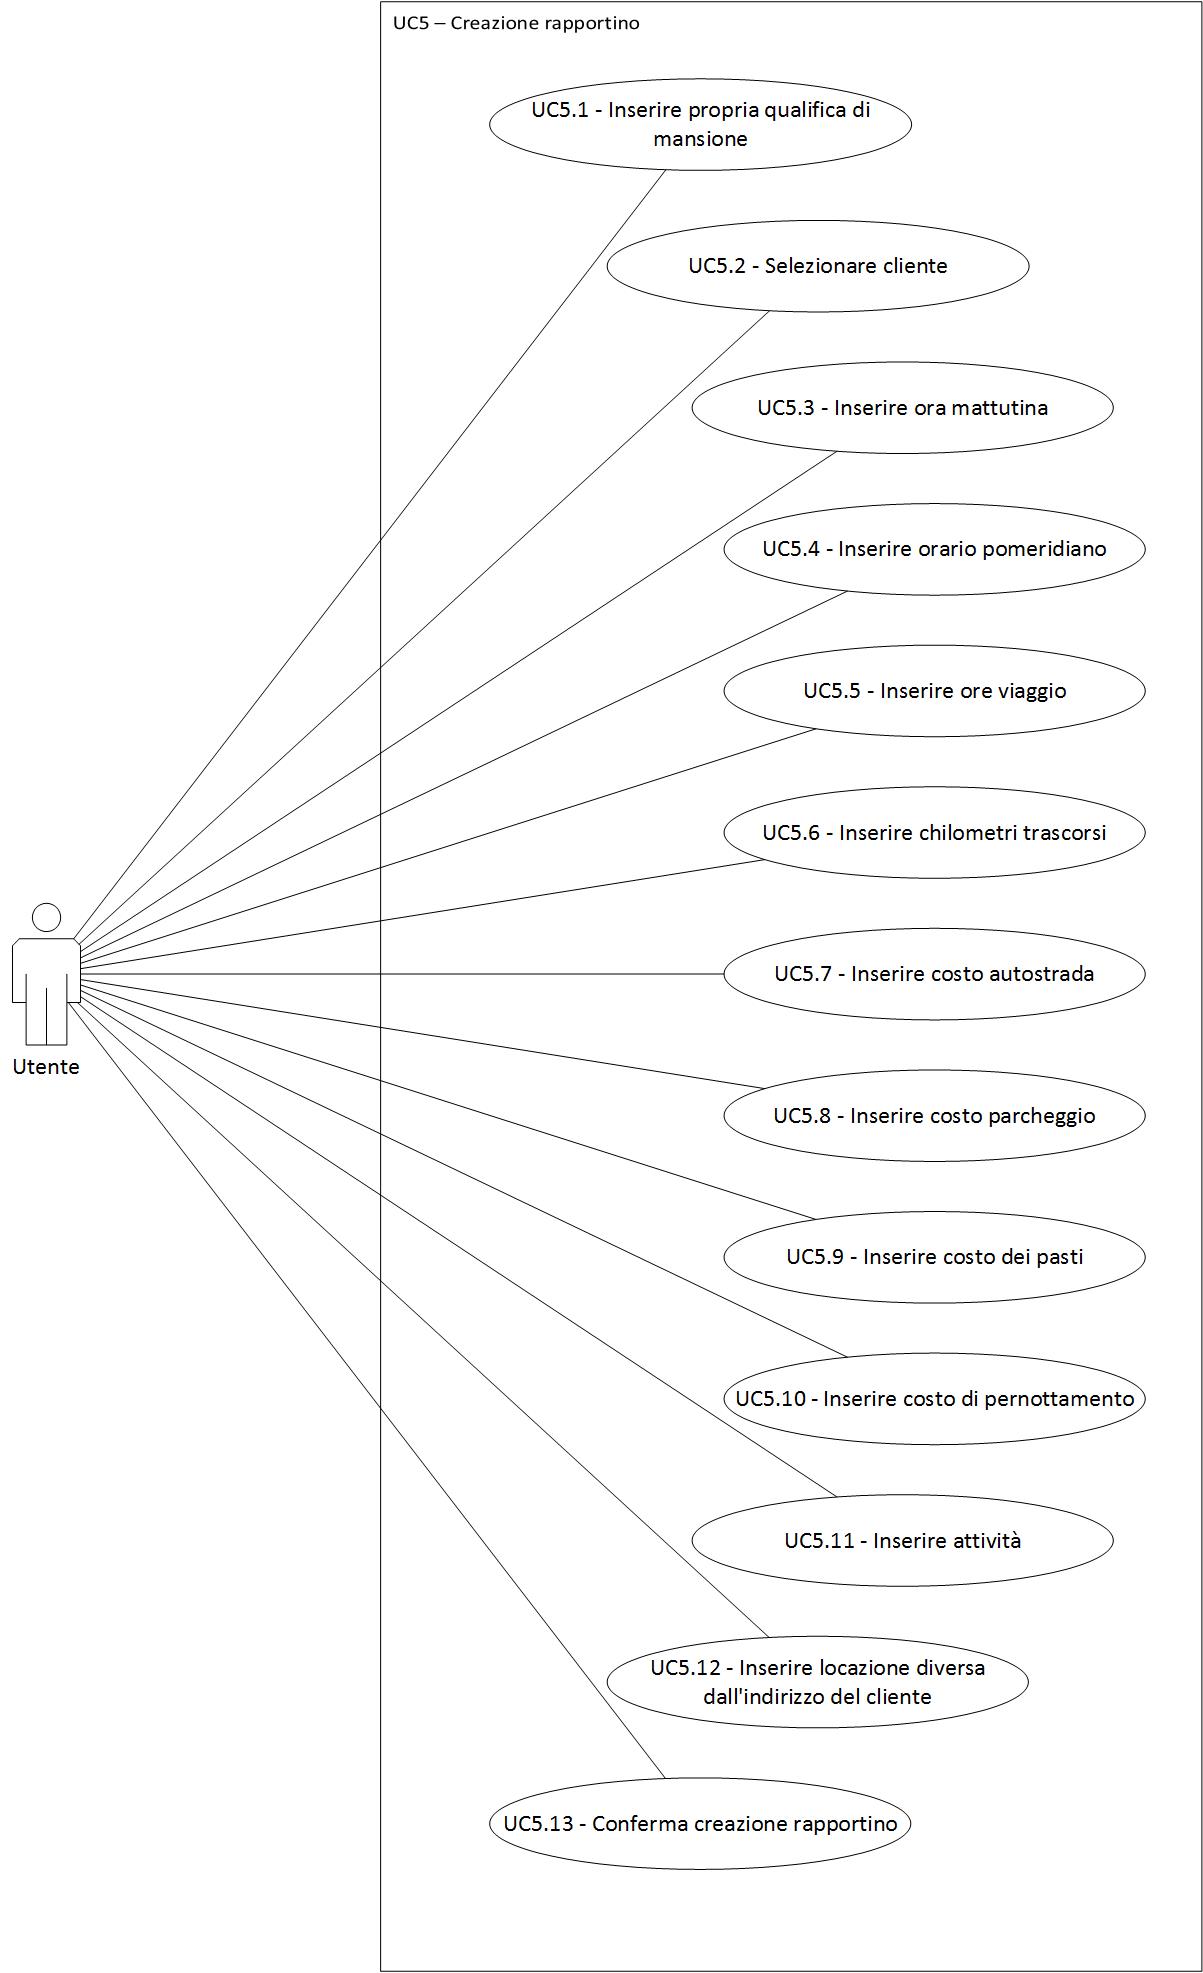 UC5 – Creazione rapportino
UC5.1 - Inserire propria qualifica di
mansione
UC5.2 - Selezionare cliente
UC5.3 - Inserire ora mattutina
UC5.4 - Inserire orario pomeridiano
UC5.5 - Inserire ore viaggio
UC5.6 - Inserire chilometri trascorsi
UC5.7 - Inserire costo autostrada
Utente
UC5.8 - Inserire costo parcheggio
UC5.9 - Inserire costo dei pasti
UC5.10 - Inserire costo di pernottamento
UC5.11 - Inserire attività
UC5.12 - Inserire locazione diversa
dall'indirizzo del cliente
UC5.13 - Conferma creazione rapportino